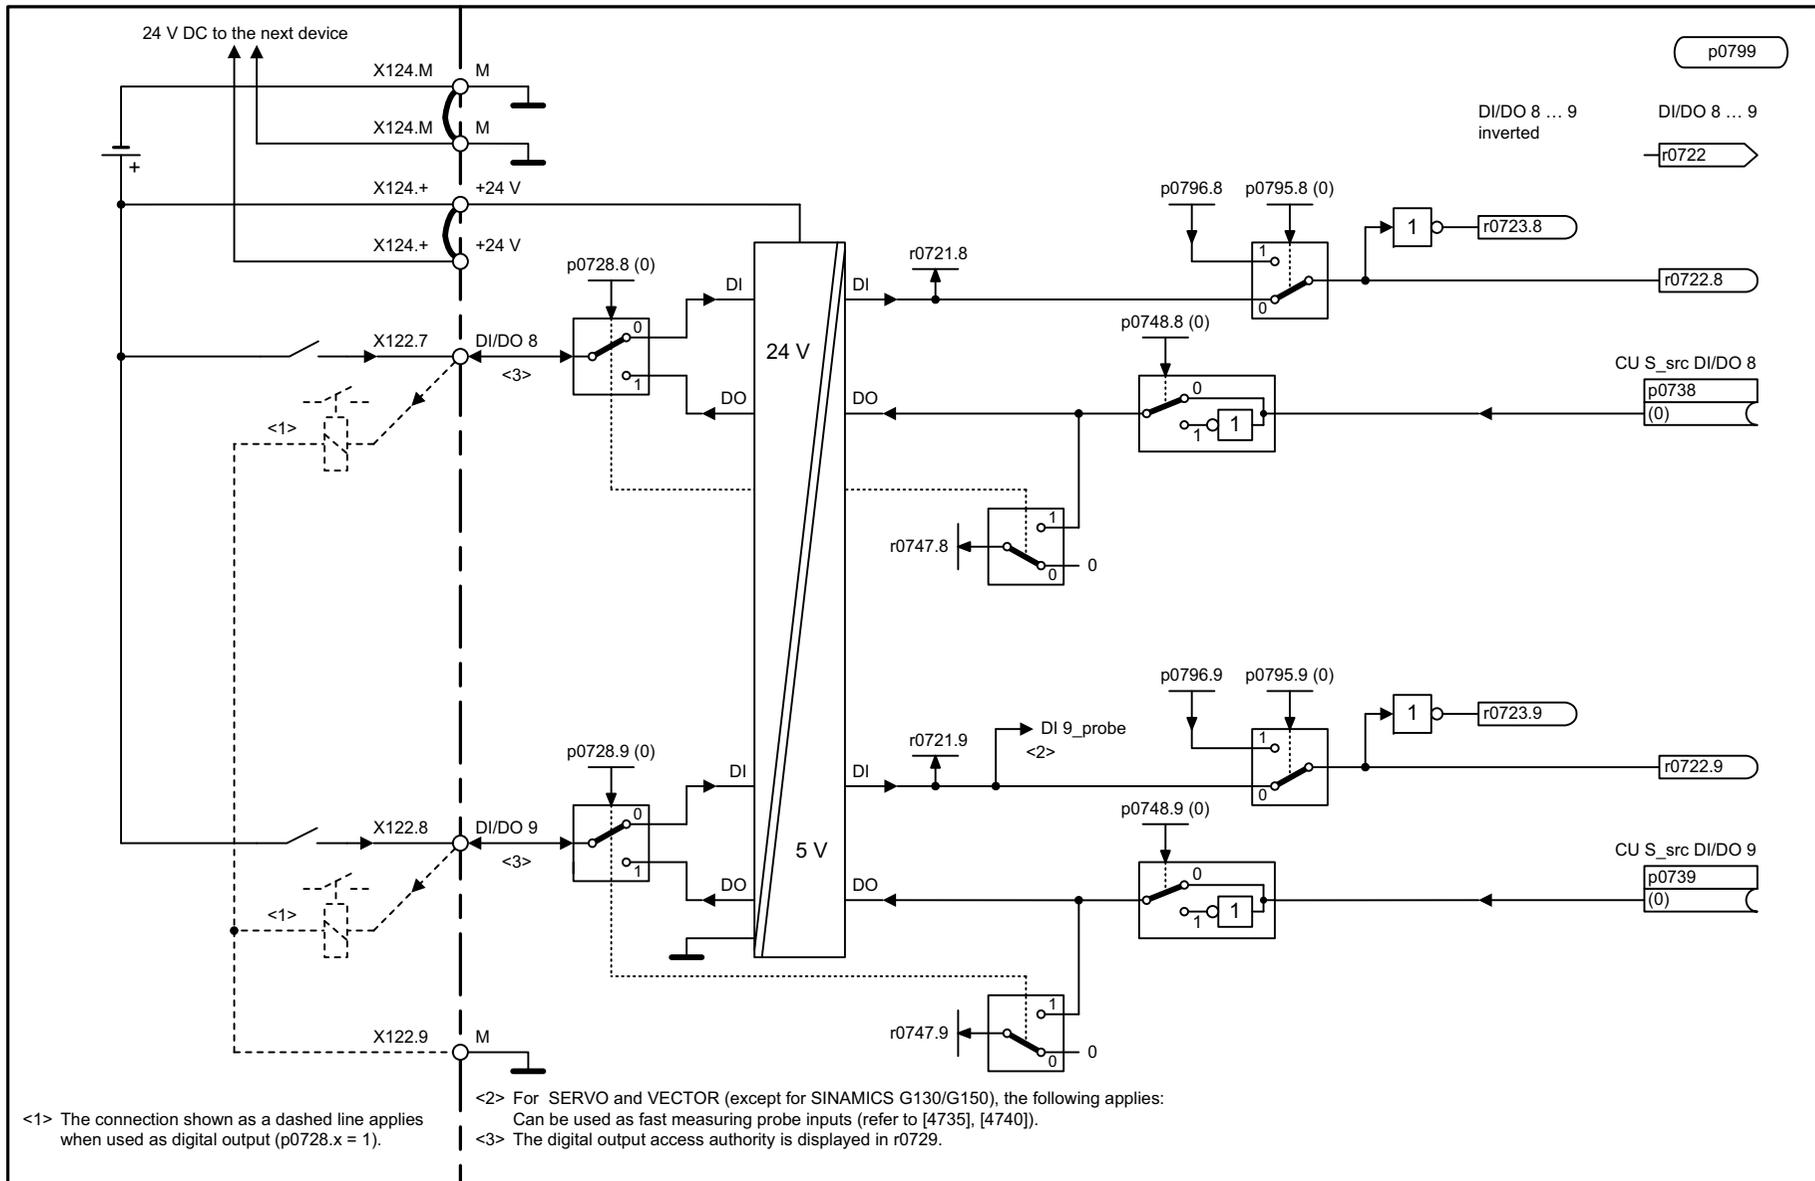 24 V DC to the next device
p0799
X124.M
M
DI/DO 8 … 9
inverted
DI/DO 8 … 9
X124.M
M
r0722
+
X124.+
+24 V
p0796.8
p0795.8 (0)
1
r0723.8
X124.+
+24 V
p0728.8 (0)
r0721.8
1
r0722.8
DI
DI
0
p0748.8 (0)
X122.7
DI/DO 8
0
24 V
CU S_src DI/DO 8
<3>
1
0
p0738
(0)
DO
DO
1
1
<1>
1
r0747.8
0
0
p0796.9
p0795.9 (0)
1
r0723.9
DI 9_probe
<2>
p0728.9 (0)
r0721.9
1
r0722.9
DI
DI
0
p0748.9 (0)
X122.8
DI/DO 9
0
5 V
CU S_src DI/DO 9
<3>
1
0
p0739
(0)
DO
DO
1
1
<1>
1
r0747.9
0
0
X122.9
M
<1> The connection shown as a dashed line applies
when used as digital output (p0728.x = 1).
<2> For SERVO and VECTOR (except for SINAMICS G130/G150), the following applies:
Can be used as fast measuring probe inputs (refer to [4735], [4740]).
<3> The digital output access authority is displayed in r0729.